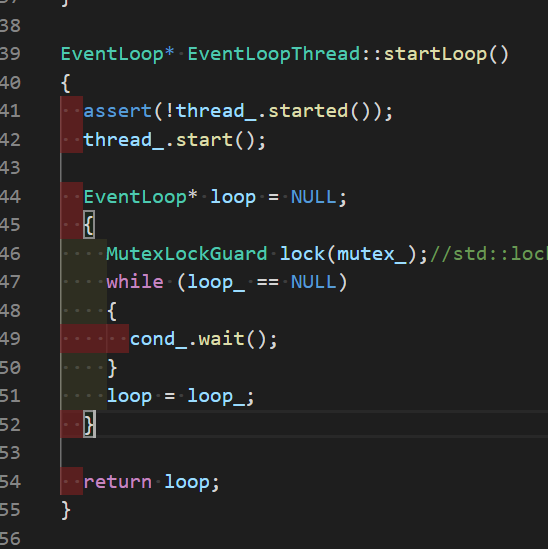 37 }
38
39 EventLoop* EventLoopThread::startLoop()
40 {
41 assert(!thread_.started());
42 thread_.start();
43
44 EventLoop* loop = NULL;
45 {
46 MutexLockGuard lock(mutex_);//std::lock
47 while (loop_ == NULL)
48 {
49 cond_.wait();
50 }
51 loop = loop_;
52 }
53
54 return loop;
55 }
56